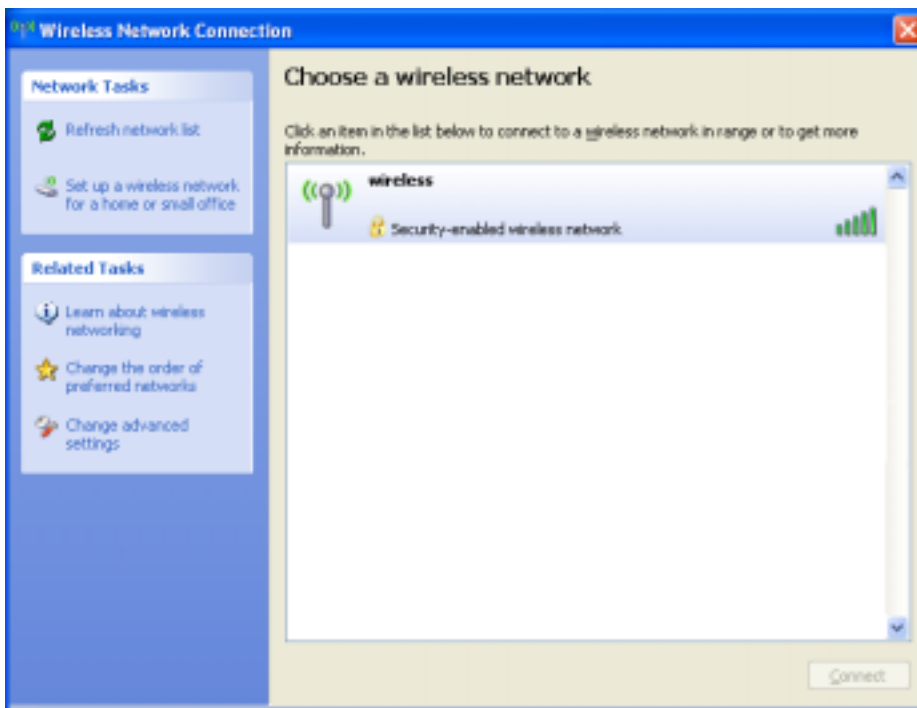 Wireless Network Connection
Network Tasks
Refresh network list
Set up a wireless network
for a home or small office
Related Tasks
Learn about wireless
networking
Change the order of
preferred networks
Change advanced
settings
Choose a wireless network
Click an item in the list below to connect to a wireless network in range or to get more
information.
wireless
Security-enabled wireless network
Connect